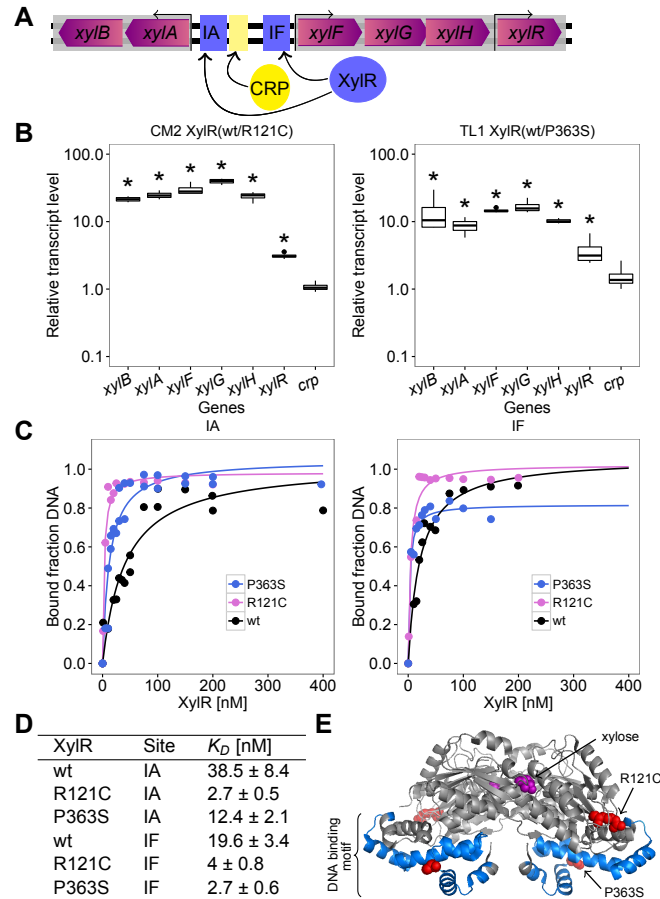 A
xylB xylA IA IF xylF xylG xylH xylR
CRP
XylR
B
CM2 XylR(wt/R121C)
Relative transcript level
100.0
10.0
1.0
0.1
xylB xylA xylF xylG xylH xylR crp
Genes
TL1 XylR(wt/P363S)
Relative transcript level
100.0
10.0
1.0
0.1
xylB xylA xylF xylG xylH xylR crp
Genes
C
IA
Bound fraction DNA
1.0
0.8
0.6
0.4
0.2
0.0
P363S
R121C
wt
0 100 200 300 400
XylR [nM]
IF
Bound fraction DNA
1.0
0.8
0.6
0.4
0.2
0.0
P363S
R121C
wt
0 100 200 300 400
XylR [nM]
D
XylR Site K_D [nM]
wt IA 38.5 ± 8.4
R121C IA 2.7 ± 0.5
P363S IA 12.4 ± 2.1
wt IF 19.6 ± 3.4
R121C IF 4 ± 0.8
P363S IF 2.7 ± 0.6
E
xylose
R121C
DNA binding
motif
P363S